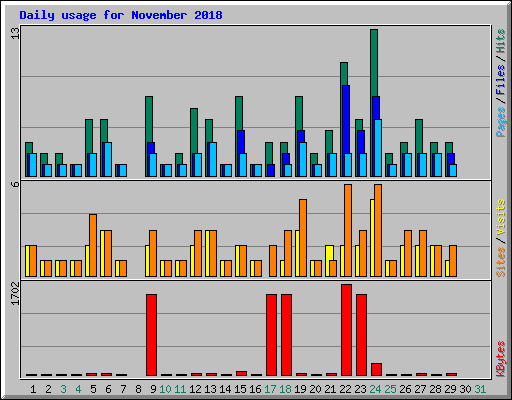 Daily usage for November 2018
13
Pages / Files / Hits
6
Sites / Visits
1702
KBytes
1 2 3 4 5 6 7 8 9 10 11 12 13 14 15 16 17 18 19 20 21 22 23 24 25 26 27 28 29 30 31